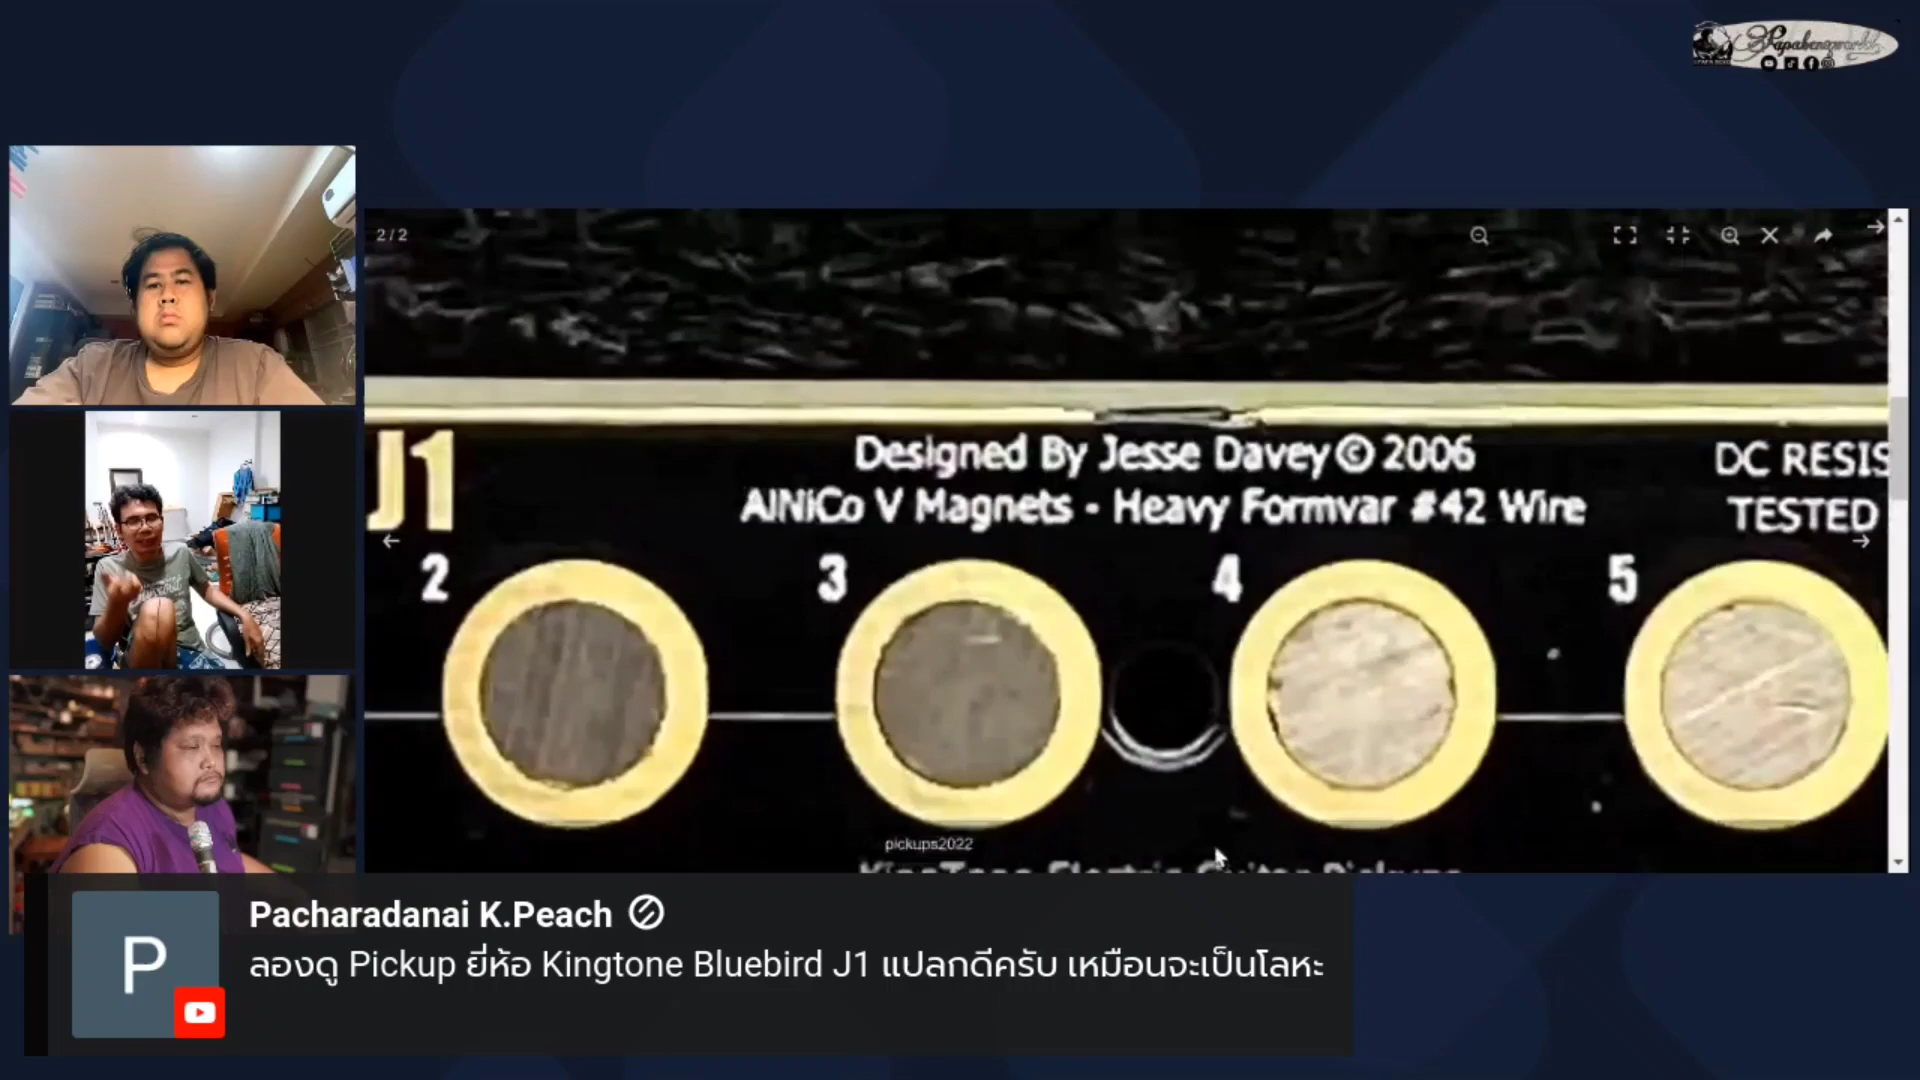 2/2
J1
Designed By Jesse Davey© 2006
DC RESIS
AlNiCo V Magnets - Heavy Formvar #42 Wire
TESTED
2
3
4
5
pickups2022
Pacharadanai K.Peach
P
ลองดู Pickup ยี่ห้อ Kingtone Bluebird J1 แปลกดีครับ เหมือนจะเป็นโลหะ